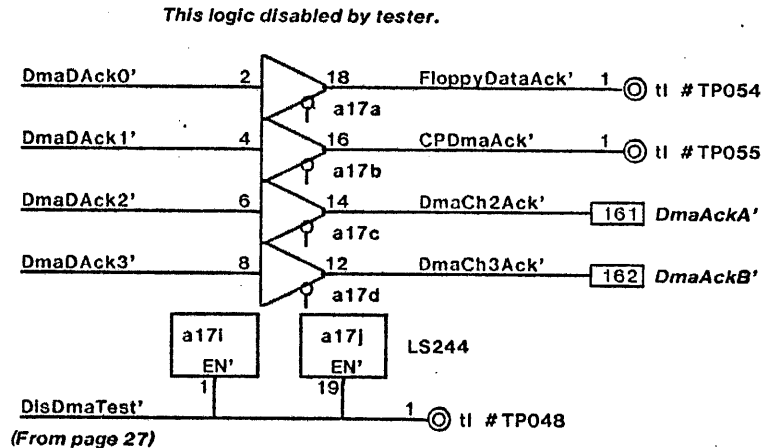 This logic disabled by tester.
DmaDAck0' 2 18 FloppyDataAck' 1 tl #TP054
a17a
DmaDAck1' 4 16 CPDmaAck' 1 tl #TP055
a17b
DmaDAck2' 6 14 DmaCh2Ack' 161 DmaAckA'
a17c
DmaDAck3' 8 12 DmaCh3Ack' 162 DmaAckB'
a17d
a17i a17j LS244
EN' EN'
1 19
DisDmaTest' 1 tl #TP048
(From page 27)